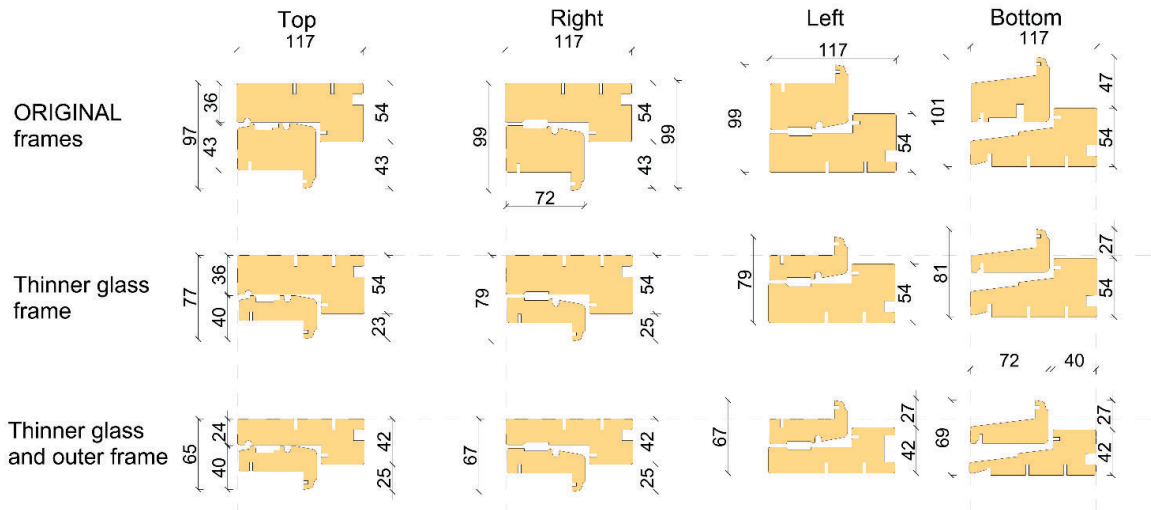 Top Right Left Bottom
117 117 117 117
ORIGINAL
frames
97 36 43 54 43
99 54 43 99 72
99 54
101 47 54
Thinner glass
frame
77 36 40 54 23
79 54 25
79 54
81 27 54
72 40
Thinner glass
and outer frame
65 24 40 42 25
67 42 25
67 27 42
69 27 42